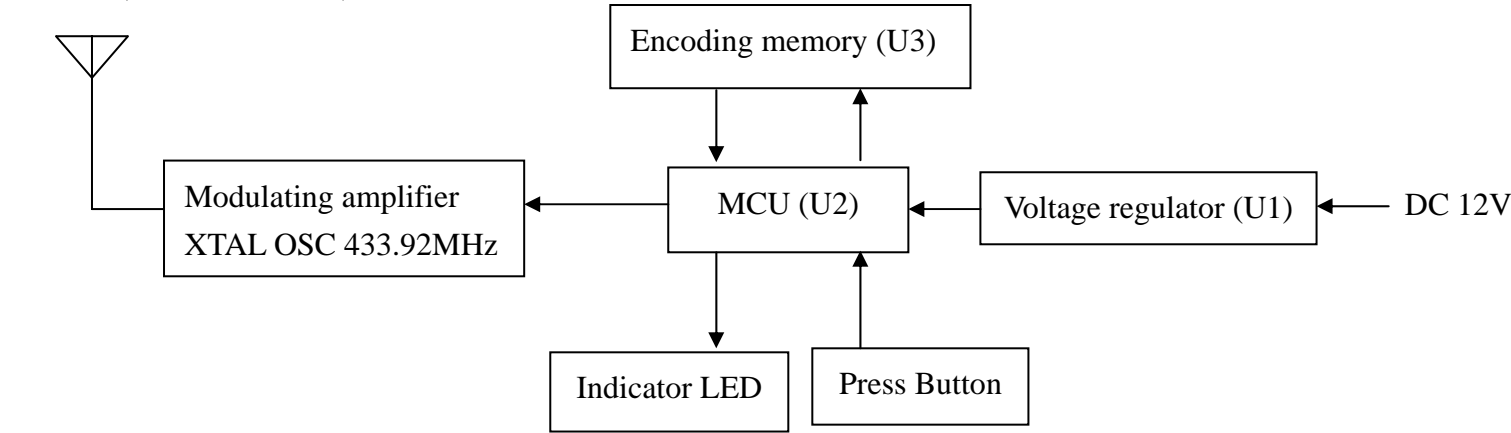 Encoding memory (U3)
Modulating amplifier
XTAL OSC 433.92MHz
MCU (U2)
Voltage regulator (U1)
DC 12V
Indicator LED
Press Button